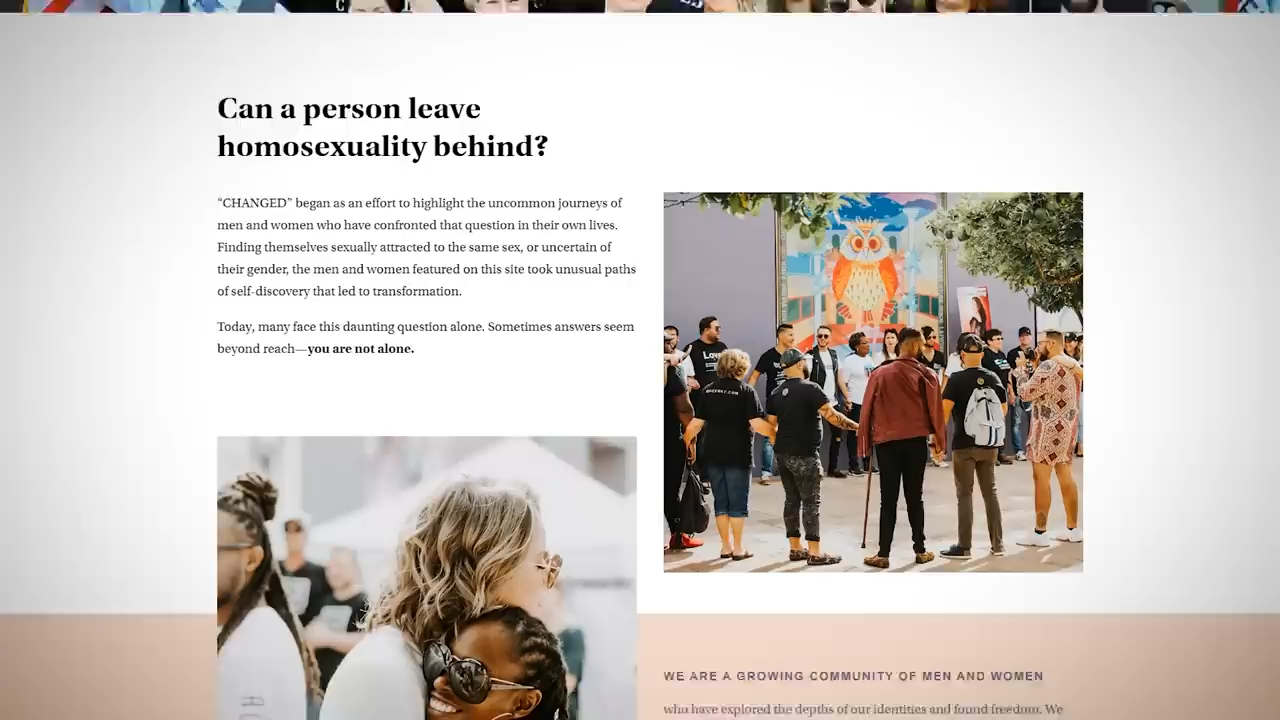 Can a person leave
homosexuality behind?
“CHANGED” began as an effort to highlight the uncommon journeys of
men and women who have confronted that question in their own lives.
Finding themselves sexually attracted to the same sex, or uncertain of
their gender, the men and women featured on this site took unusual paths
of self-discovery that led to transformation.
Today, many face this daunting question alone. Sometimes answers seem
beyond reach—you are not alone.
WE ARE A GROWING COMMUNITY OF MEN AND WOMEN
who have explored the depths of our identities and found freedom. We